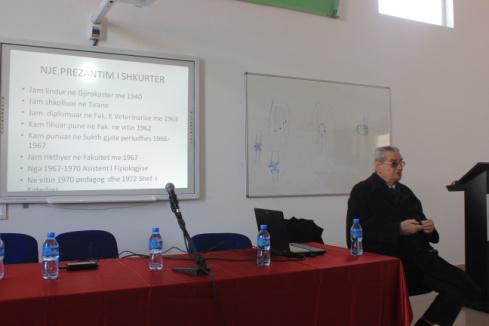 NJE PREZANTIM I SHKURTER
• Jam lindur ne Gjirokaster me 1940
• Jam shkolluar ne Tirane
• Jam diplomuar ne Fak. E Veterinarise me 1963
• Kam filluar pune ne Fak. ne vitin 1962
• Kam punuar ne Sukth gjate periudhes 1966-
1967
• Jam rikthyer ne Fakultet me 1967
• Nga 1967-1970 Asistent I Fiziologjise
• Ne vitin 1970 pedagog dhe 1972 Shef I
Katedres